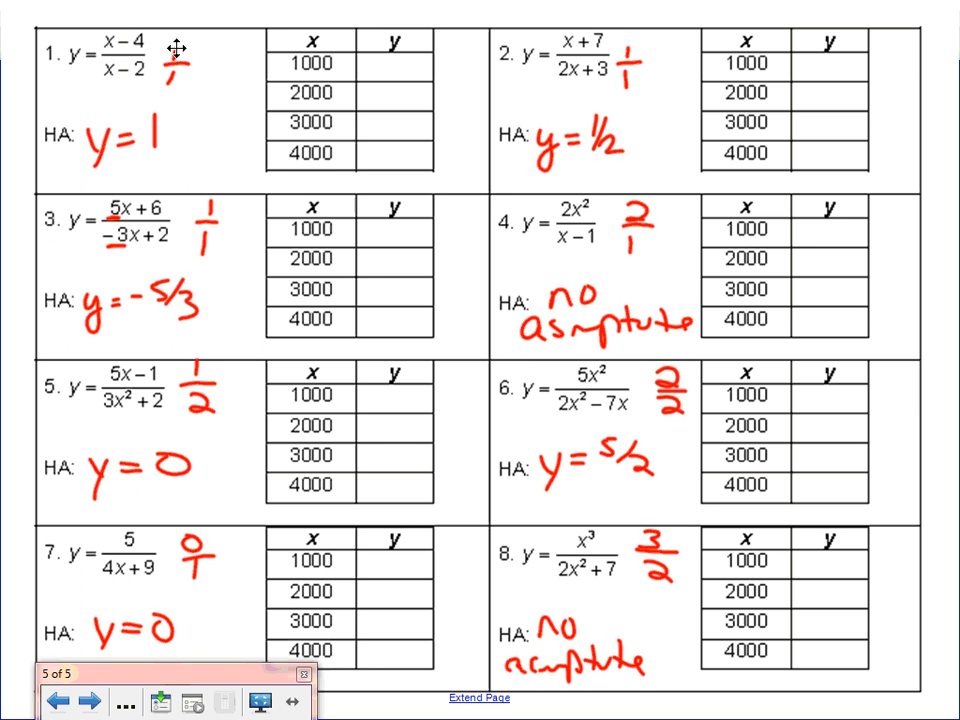 1. y = (x − 4)/(x − 2) 1/1
HA: y = 1
x y
1000
2000
3000
4000
2. y = (x + 7)/(2x + 3) 1/1
HA: y = 1/2
x y
1000
2000
3000
4000
3. y = (5x + 6)/(−3x + 2) 1/1
HA: y = −5/3
x y
1000
2000
3000
4000
4. y = 2x²/(x − 1) 2/1
HA: no
asmptute
x y
1000
2000
3000
4000
5. y = (5x − 1)/(3x² + 2) 1/2
HA: y = 0
x y
1000
2000
3000
4000
6. y = 5x²/(2x² − 7x) 2/2
HA: y = 5/2
x y
1000
2000
3000
4000
7. y = 5/(4x + 9) 0/1
HA: y = 0
x y
1000
2000
3000
4000
8. y = x³/(2x² + 7) 3/2
HA: no
acmptute
x y
1000
2000
3000
4000
5 of 5
Extend Page